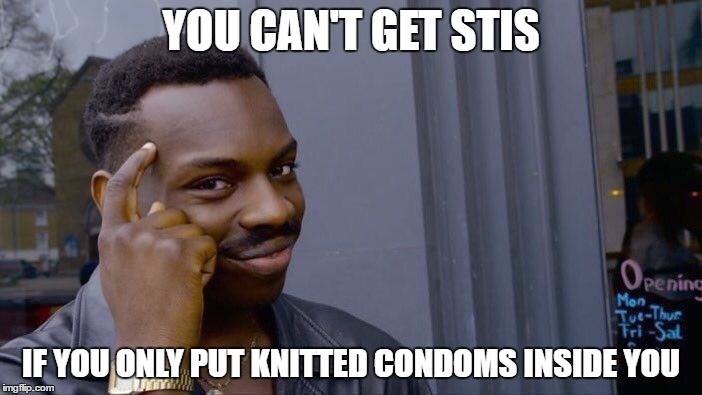 YOU CAN'T GET STIS
Opening
Mon
Tue-Thur
Fri -Sat
IF YOU ONLY PUT KNITTED CONDOMS INSIDE YOU
imgflip.com